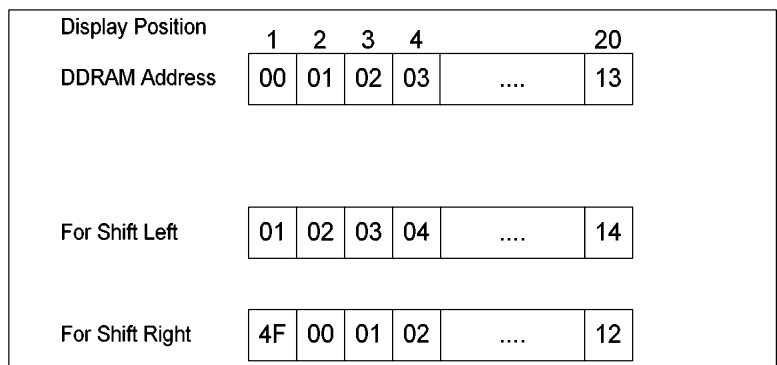 Display Position 1 2 3 4 20
DDRAM Address 00 01 02 03 .... 13
For Shift Left 01 02 03 04 .... 14
For Shift Right 4F 00 01 02 .... 12